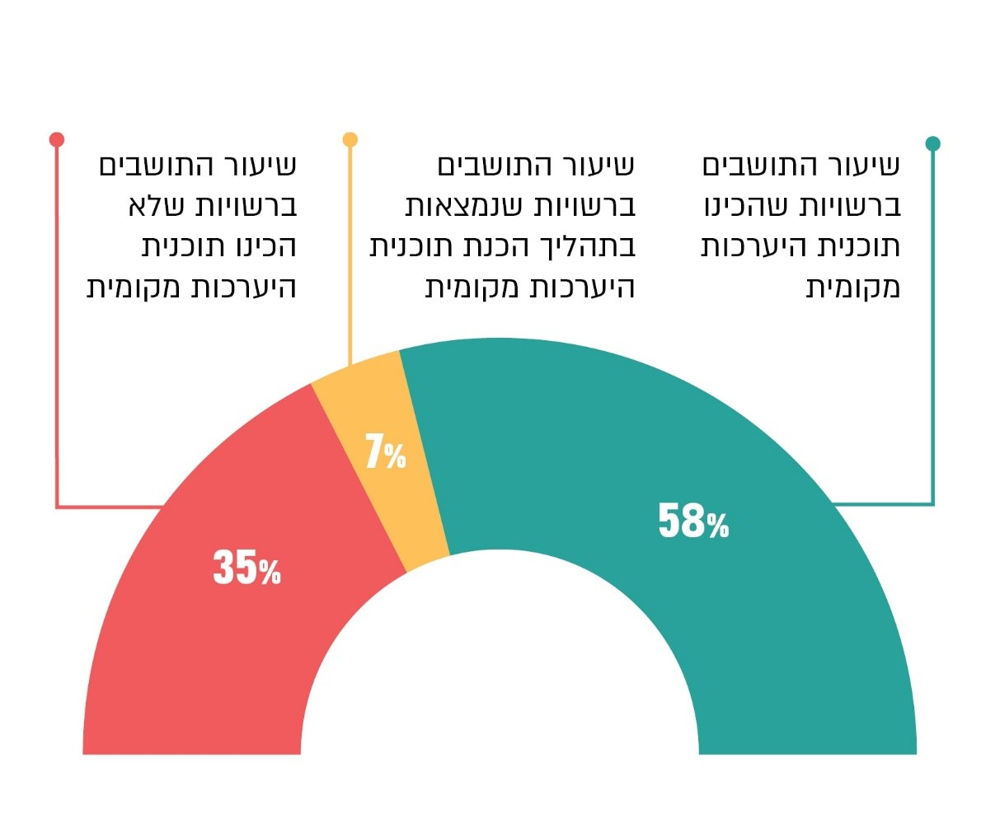 שיעור התושבים
ברשויות שהכינו
תוכנית היערכות
מקומית
שיעור התושבים
ברשויות שנמצאות
בתהליך הכנת תוכנית
היערכות מקומית
שיעור התושבים
ברשויות שלא
הכינו תוכנית
היערכות מקומית
58%
7%
35%